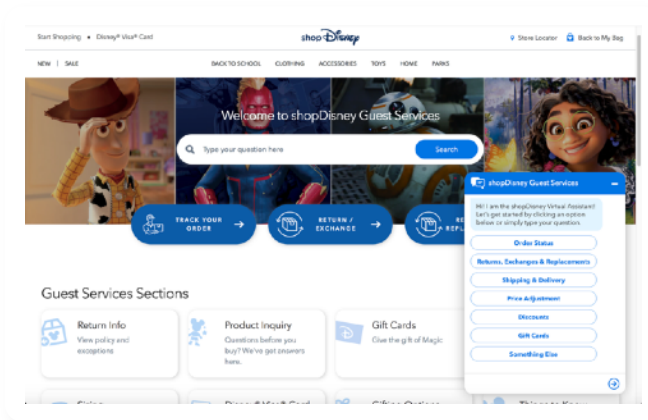 Start Shopping • Disney® Visa® Card
shop Disney
Store Locator
Back to My Bag
NEW | SALE
BACK TO SCHOOL CLOTHING ACCESSORIES TOYS HOME PARKS
Welcome to shopDisney Guest Services
Type your question here
Search
TRACK YOUR
ORDER
RETURN /
EXCHANGE
Guest Services Sections
Return Info
View policy and
exceptions
Product Inquiry
Questions before you
buy? We've got answers
here.
Gift Cards
Give the gift of Magic
shopDisney Guest Services
Hi! I am the shopDisney Virtual Assistant!
Let's get started by clicking an option
below or simply type your question.
Order Status
Returns, Exchanges & Replacements
Shipping & Delivery
Price Adjustment
Discounts
Gift Cards
Something Else